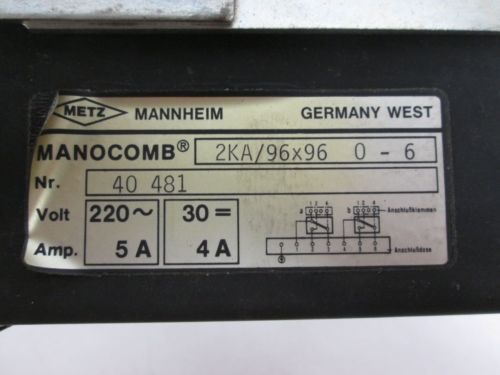 METZ MANNHEIM GERMANY WEST
MANOCOMB® 2KA/96x96 0 - 6
Nr. 40 481
Volt 220~ 30=
Amp. 5 A 4 A
Anschlußklemmen
Anschlußdose